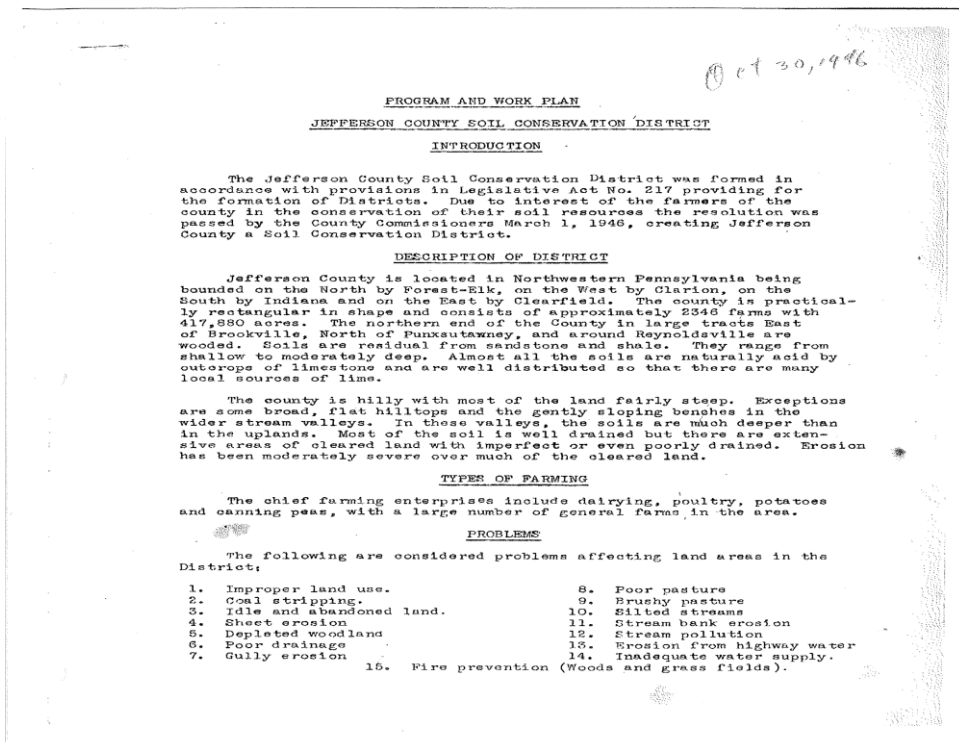 Oct 30, 1946
PROGRAM AND WORK PLAN
JEFFERSON COUNTY SOIL CONSERVATION DISTRICT
INTRODUCTION
The Jefferson County Soil Conservation District was formed in
accordance with provisions in Legislative Act No. 217 providing for
the formation of Districts. Due to interest of the farmers of the
county in the conservation of their soil resources the resolution was
passed by the County Commissioners March 1, 1946, creating Jefferson
County a Soil Conservation District.
DESCRIPTION OF DISTRICT
Jefferson County is located in Northwestern Pennsylvania being
bounded on the North by Forest-Elk, on the West by Clarion, on the
South by Indiana and on the East by Clearfield. The county is practical-
ly rectangular in shape and consists of approximately 2346 farms with
417,880 acres. The northern end of the County in large tracts East
of Brookville, North of Punxsutawney, and around Reynoldsville are
wooded. Soils are residual from sandstone and shale. They range from
shallow to moderately deep. Almost all the soils are naturally acid by
outcrops of limestone and are well distributed so that there are many
local sources of lime.
The county is hilly with most of the land fairly steep. Exceptions
are some broad, flat hilltops and the gently sloping benches in the
wider stream valleys. In these valleys, the soils are much deeper than
in the uplands. Most of the soil is well drained but there are exten-
sive areas of cleared land with imperfect or even poorly drained. Erosion
has been moderately severe over much of the cleared land.
TYPES OF FARMING
The chief farming enterprises include dairying, poultry, potatoes
and canning peas, with a large number of general farms in the area.
PROBLEMS
The following are considered problems affecting land areas in the
District:
1. Improper land use.
2. Coal stripping.
3. Idle and abandoned land.
4. Sheet erosion
5. Depleted woodland
6. Poor drainage
7. Gully erosion
8. Poor pasture
9. Brushy pasture
10. Silted streams
11. Stream bank erosion
12. Stream pollution
13. Erosion from highway water
14. Inadequate water supply.
15. Fire prevention (Woods and grass fields).